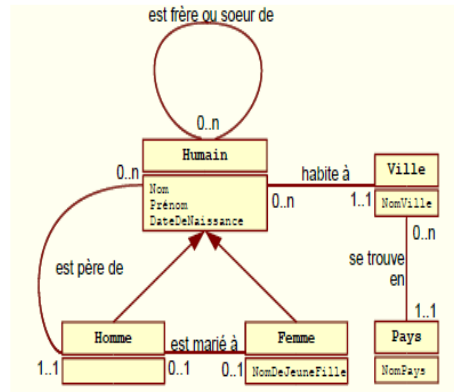 est frère ou soeur de
0..n
Humain
Nom
Prénom
DateDeNaissance
0..n
habite à
0..n
1..1
Ville
NomVille
0..n
se trouve
en
1..1
Pays
NomPays
est père de
1..1
Homme
est marié à
0..1
0..1
Femme
NomDeJeuneFille